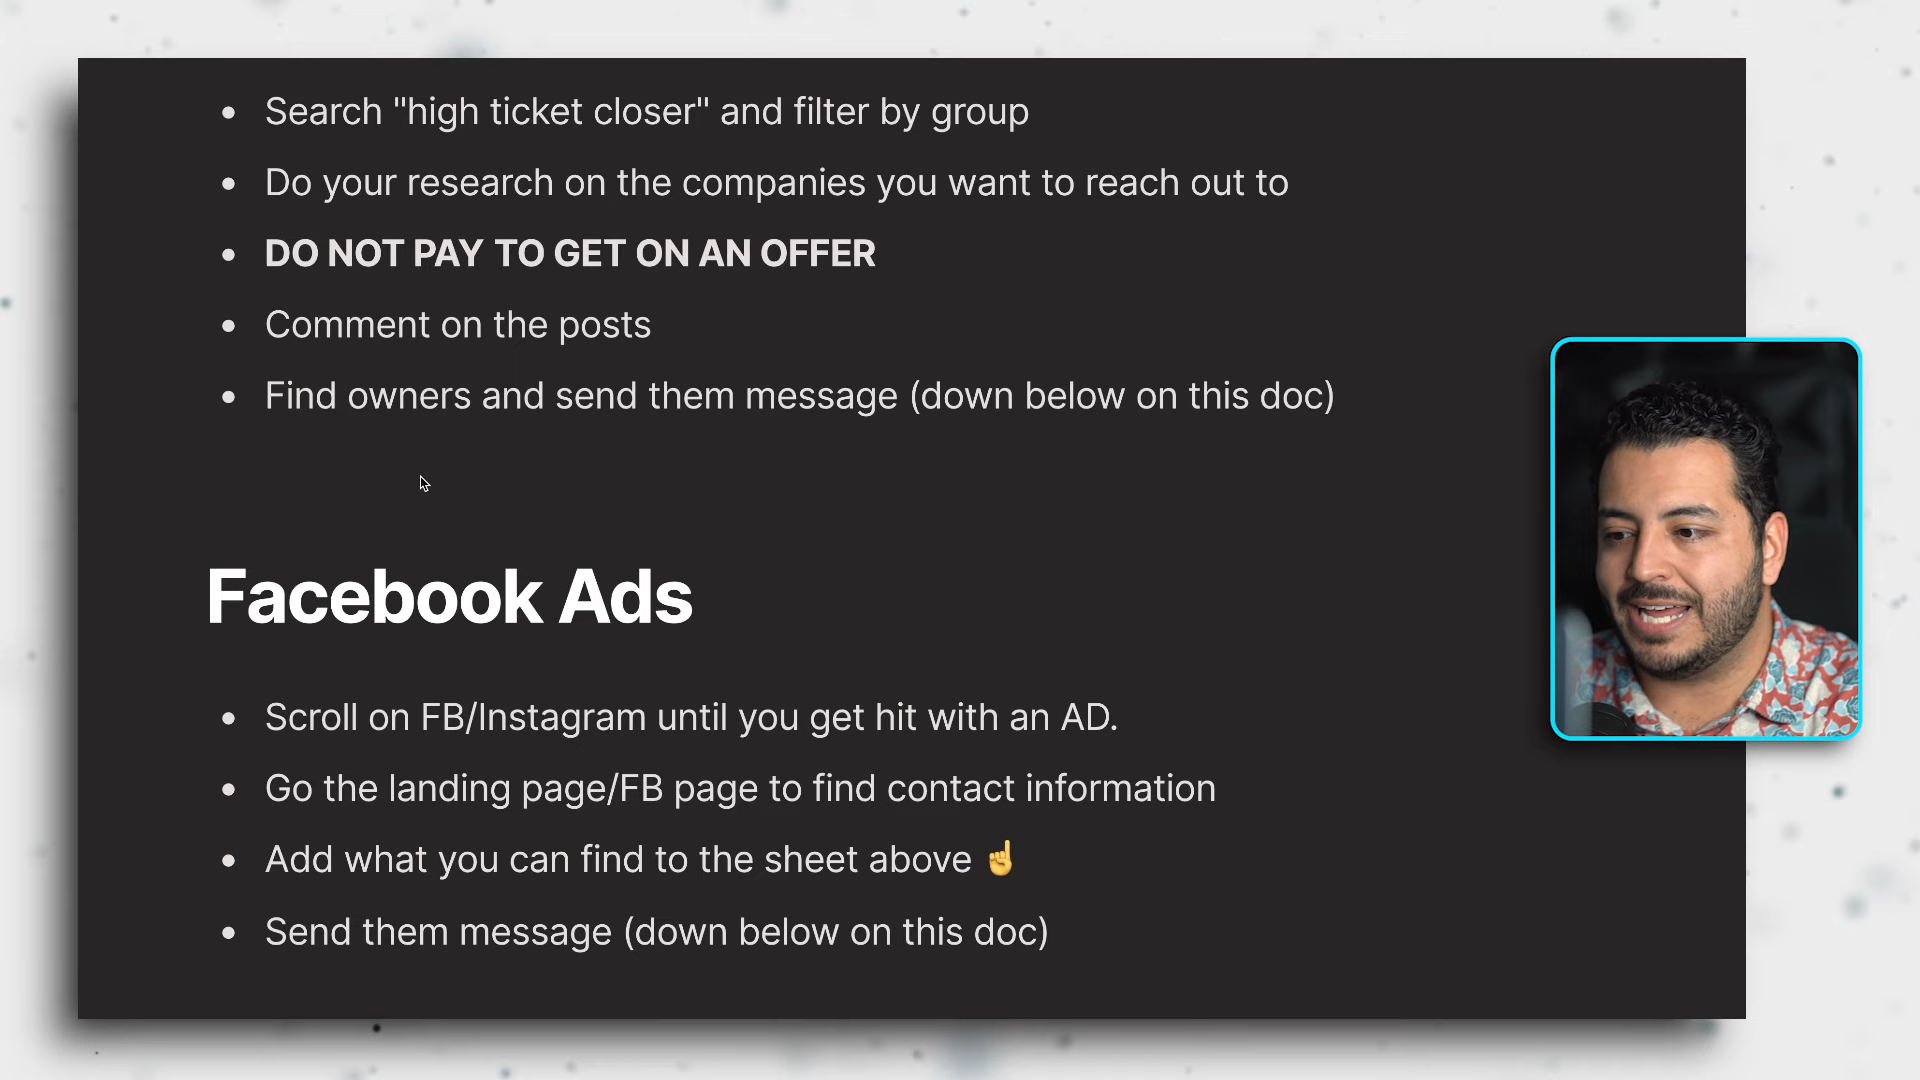 Search "high ticket closer" and filter by group
Do your research on the companies you want to reach out to
DO NOT PAY TO GET ON AN OFFER
Comment on the posts
Find owners and send them message (down below on this doc)
Facebook Ads
Scroll on FB/Instagram until you get hit with an AD.
Go the landing page/FB page to find contact information
Add what you can find to the sheet above ☝️
Send them message (down below on this doc)